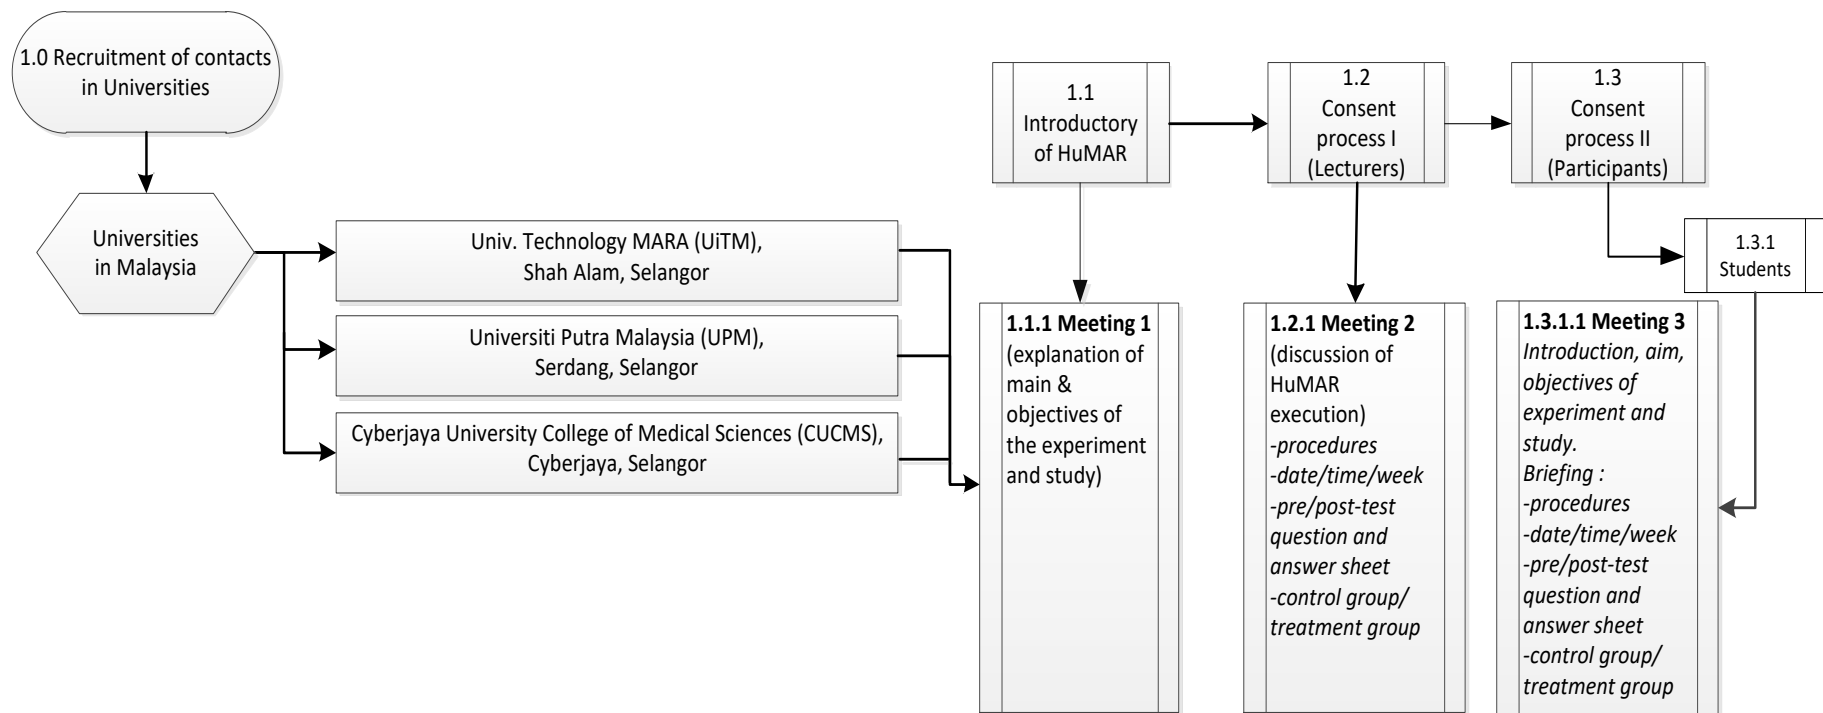 1.0 Recruitment of contacts
in Universities
Universities
in Malaysia
Univ. Technology MARA (UiTM),
Shah Alam, Selangor
Universiti Putra Malaysia (UPM),
Serdang, Selangor
Cyberjaya University College of Medical Sciences (CUCMS),
Cyberjaya, Selangor
1.1
Introductory
of HuMAR
1.2
Consent
process I
(Lecturers)
1.3
Consent
process II
(Participants)
1.3.1
Students
1.1.1 Meeting 1
(explanation of
main &
objectives of
the experiment
and study)
1.2.1 Meeting 2
(discussion of
HuMAR
execution)
-procedures
-date/time/week
-pre/post-test
question and
answer sheet
-control group/
treatment group
1.3.1.1 Meeting 3
Introduction, aim,
objectives of
experiment and
study.
Briefing :
-procedures
-date/time/week
-pre/post-test
question and
answer sheet
-control group/
treatment group